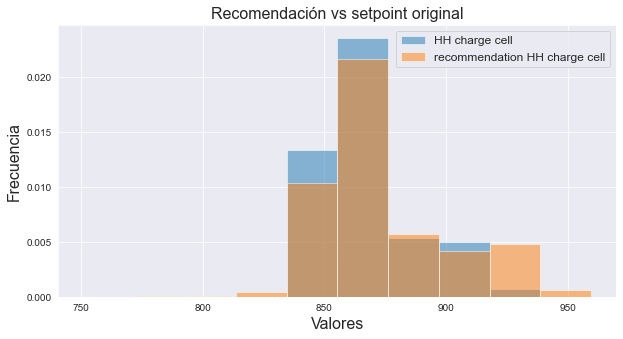 Recomendación vs setpoint original
HH charge cell
recommendation HH charge cell
Frecuencia
0.020
0.015
0.010
0.005
0.000
750
800
850
900
950
Valores